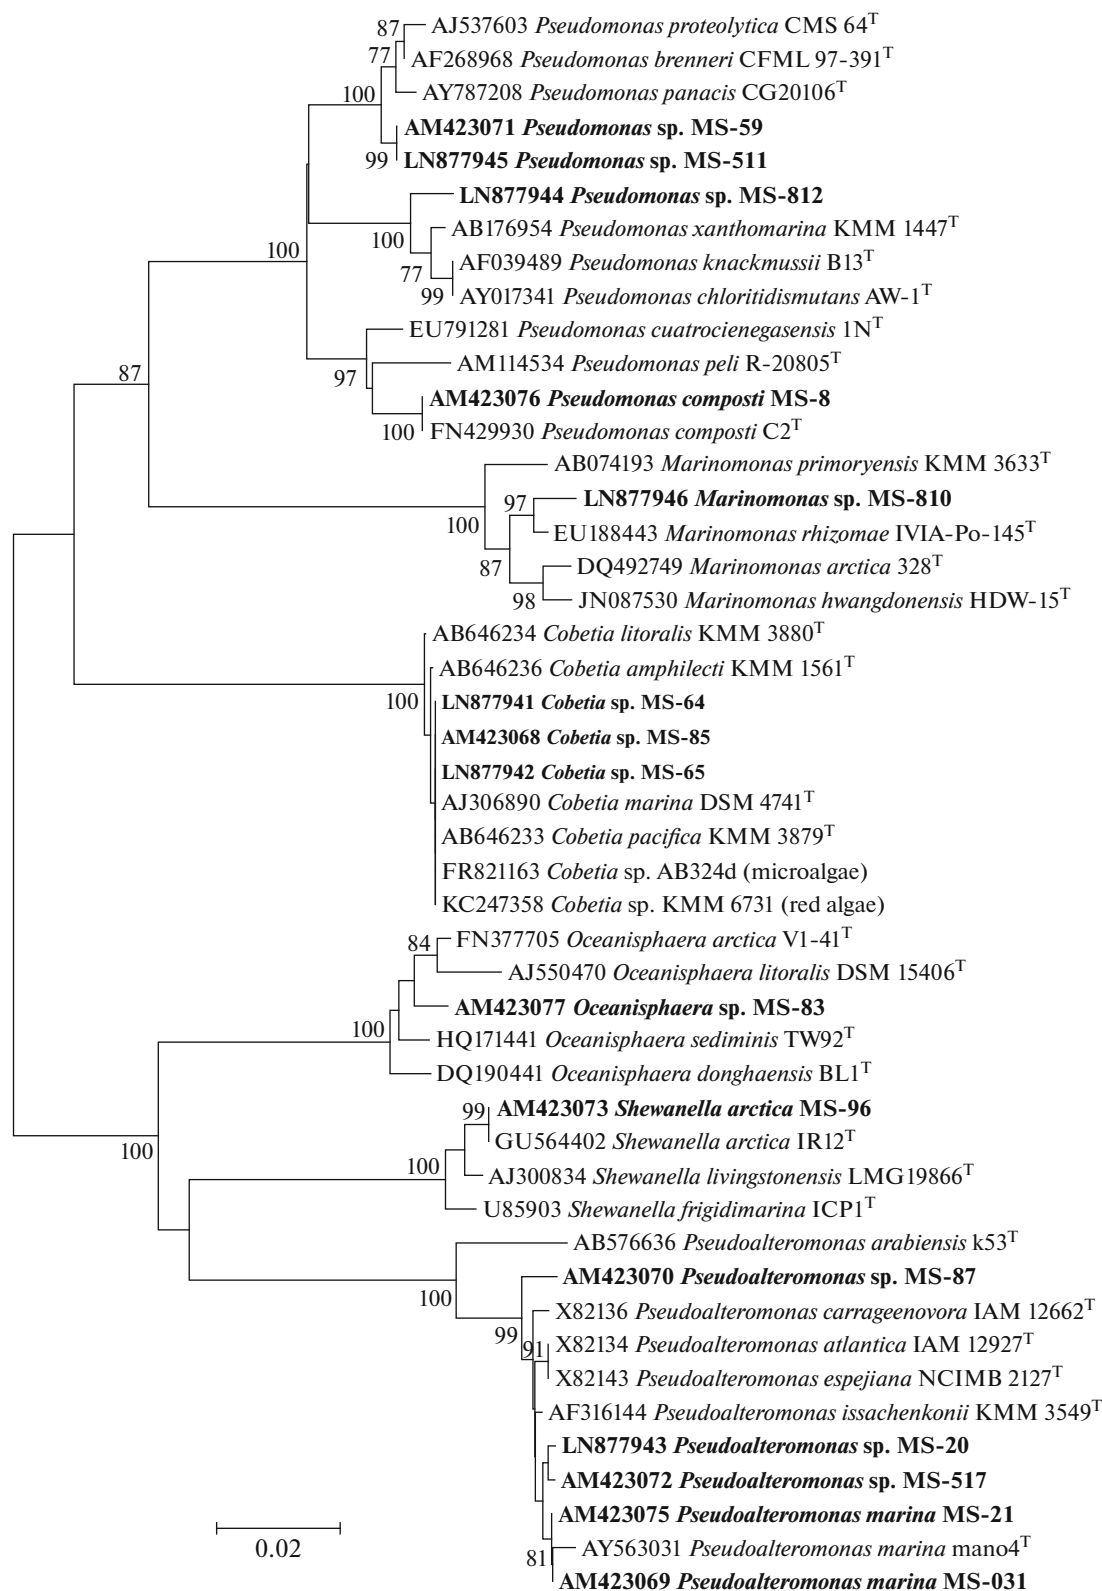 87 AJ537603 Pseudomonas proteolytica CMS 64T
77 AF268968 Pseudomonas brenneri CFML 97-391T
100 AY787208 Pseudomonas panacis CG20106T
AM423071 Pseudomonas sp. MS-59
99 LN877945 Pseudomonas sp. MS-511
LN877944 Pseudomonas sp. MS-812
100 100 AB176954 Pseudomonas xanthomarina KMM 1447T
77 AF039489 Pseudomonas knackmussii B13T
99 AY017341 Pseudomonas chloritidismutans AW-1T
EU791281 Pseudomonas cuatrocienegasensis 1NT
87 97 AM114534 Pseudomonas peli R-20805T
AM423076 Pseudomonas composti MS-8
100 FN429930 Pseudomonas composti C2T
AB074193 Marinomonas primoryensis KMM 3633T
97 LN877946 Marinomonas sp. MS-810
100 EU188443 Marinomonas rhizomae IVIA-Po-145T
87 DQ492749 Marinomonas arctica 328T
98 JN087530 Marinomonas hwangdonensis HDW-15T
AB646234 Cobetia litoralis KMM 3880T
AB646236 Cobetia amphilecti KMM 1561T
100 LN877941 Cobetia sp. MS-64
AM423068 Cobetia sp. MS-85
LN877942 Cobetia sp. MS-65
AJ306890 Cobetia marina DSM 4741T
AB646233 Cobetia pacifica KMM 3879T
FR821163 Cobetia sp. AB324d (microalgae)
KC247358 Cobetia sp. KMM 6731 (red algae)
84 FN377705 Oceanisphaera arctica V1-41T
AJ550470 Oceanisphaera litoralis DSM 15406T
AM423077 Oceanisphaera sp. MS-83
100 HQ171441 Oceanisphaera sediminis TW92T
DQ190441 Oceanisphaera donghaensis BL1T
99 AM423073 Shewanella arctica MS-96
100 GU564402 Shewanella arctica IR12T
100 AJ300834 Shewanella livingstonensis LMG19866T
U85903 Shewanella frigidimarina ICP1T
AB576636 Pseudoalteromonas arabiensis k53T
100 AM423070 Pseudoalteromonas sp. MS-87
X82136 Pseudoalteromonas carrageenovora IAM 12662T
99 91 X82134 Pseudoalteromonas atlantica IAM 12927T
X82143 Pseudoalteromonas espejiana NCIMB 2127T
AF316144 Pseudoalteromonas issachenkonii KMM 3549T
LN877943 Pseudoalteromonas sp. MS-20
AM423072 Pseudoalteromonas sp. MS-517
AM423075 Pseudoalteromonas marina MS-21
81 AY563031 Pseudoalteromonas marina mano4T
AM423069 Pseudoalteromonas marina MS-031
0.02